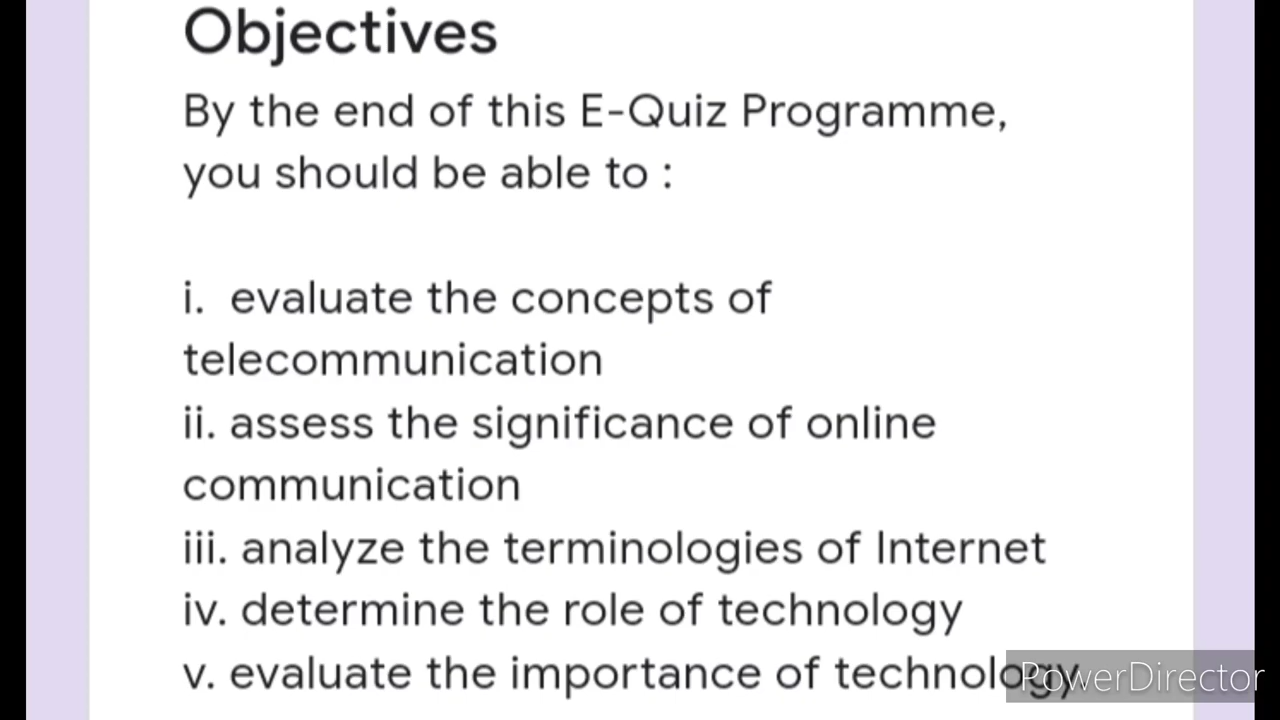 Objectives
By the end of this E-Quiz Programme,
you should be able to :
i. evaluate the concepts of
telecommunication
ii. assess the significance of online
communication
iii. analyze the terminologies of Internet
iv. determine the role of technology
v. evaluate the importance of technology
PowerDirector